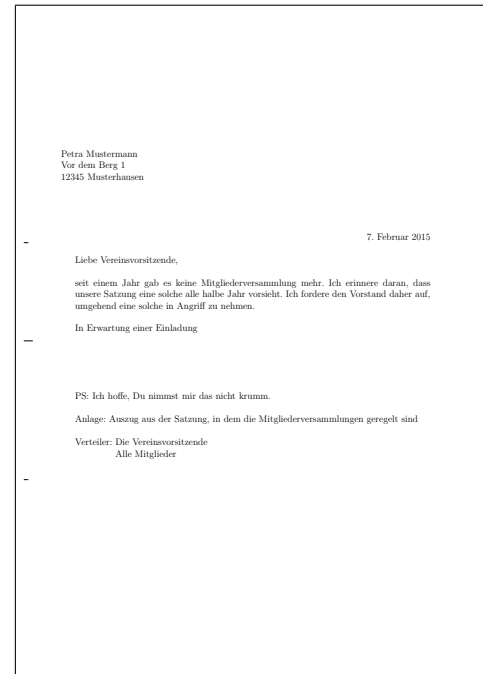 Petra Mustermann
Vor dem Berg 1
12345 Musterhausen
7. Februar 2015
Liebe Vereinsvorsitzende,
seit einem Jahr gab es keine Mitgliederversammlung mehr. Ich erinnere daran, dass
unsere Satzung eine solche alle halbe Jahr vorsieht. Ich fordere den Vorstand daher auf,
umgehend eine solche in Angriff zu nehmen.
In Erwartung einer Einladung
PS: Ich hoffe, Du nimmst mir das nicht krumm.
Anlage: Auszug aus der Satzung, in dem die Mitgliederversammlungen geregelt sind
Verteiler: Die Vereinsvorsitzende
Alle Mitglieder